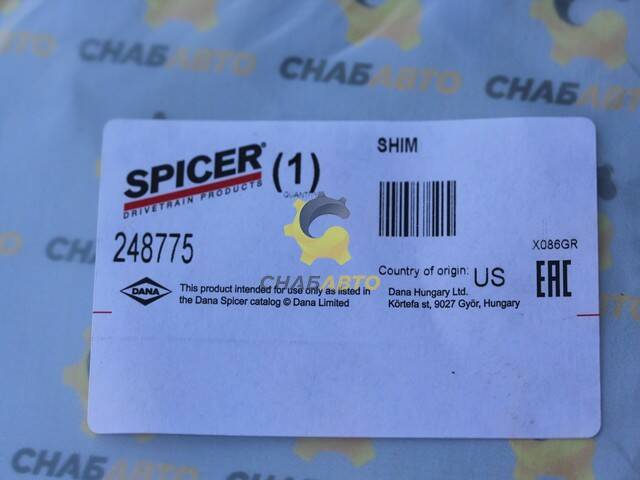 СНАБАВТО
СНАБАВТО
СНАБАВТО
SPICER®
DRIVETRAIN PRODUCTS
(1)
QUANTITY
SHIM
248775
X086GR
СНАБАВТО
Country of origin: US
EAC
DANA
This product intended for use only as listed in
the Dana Spicer catalog © Dana Limited
Dana Hungary Ltd.
Körtefa st, 9027 Győr, Hungary
СНАБАВТО